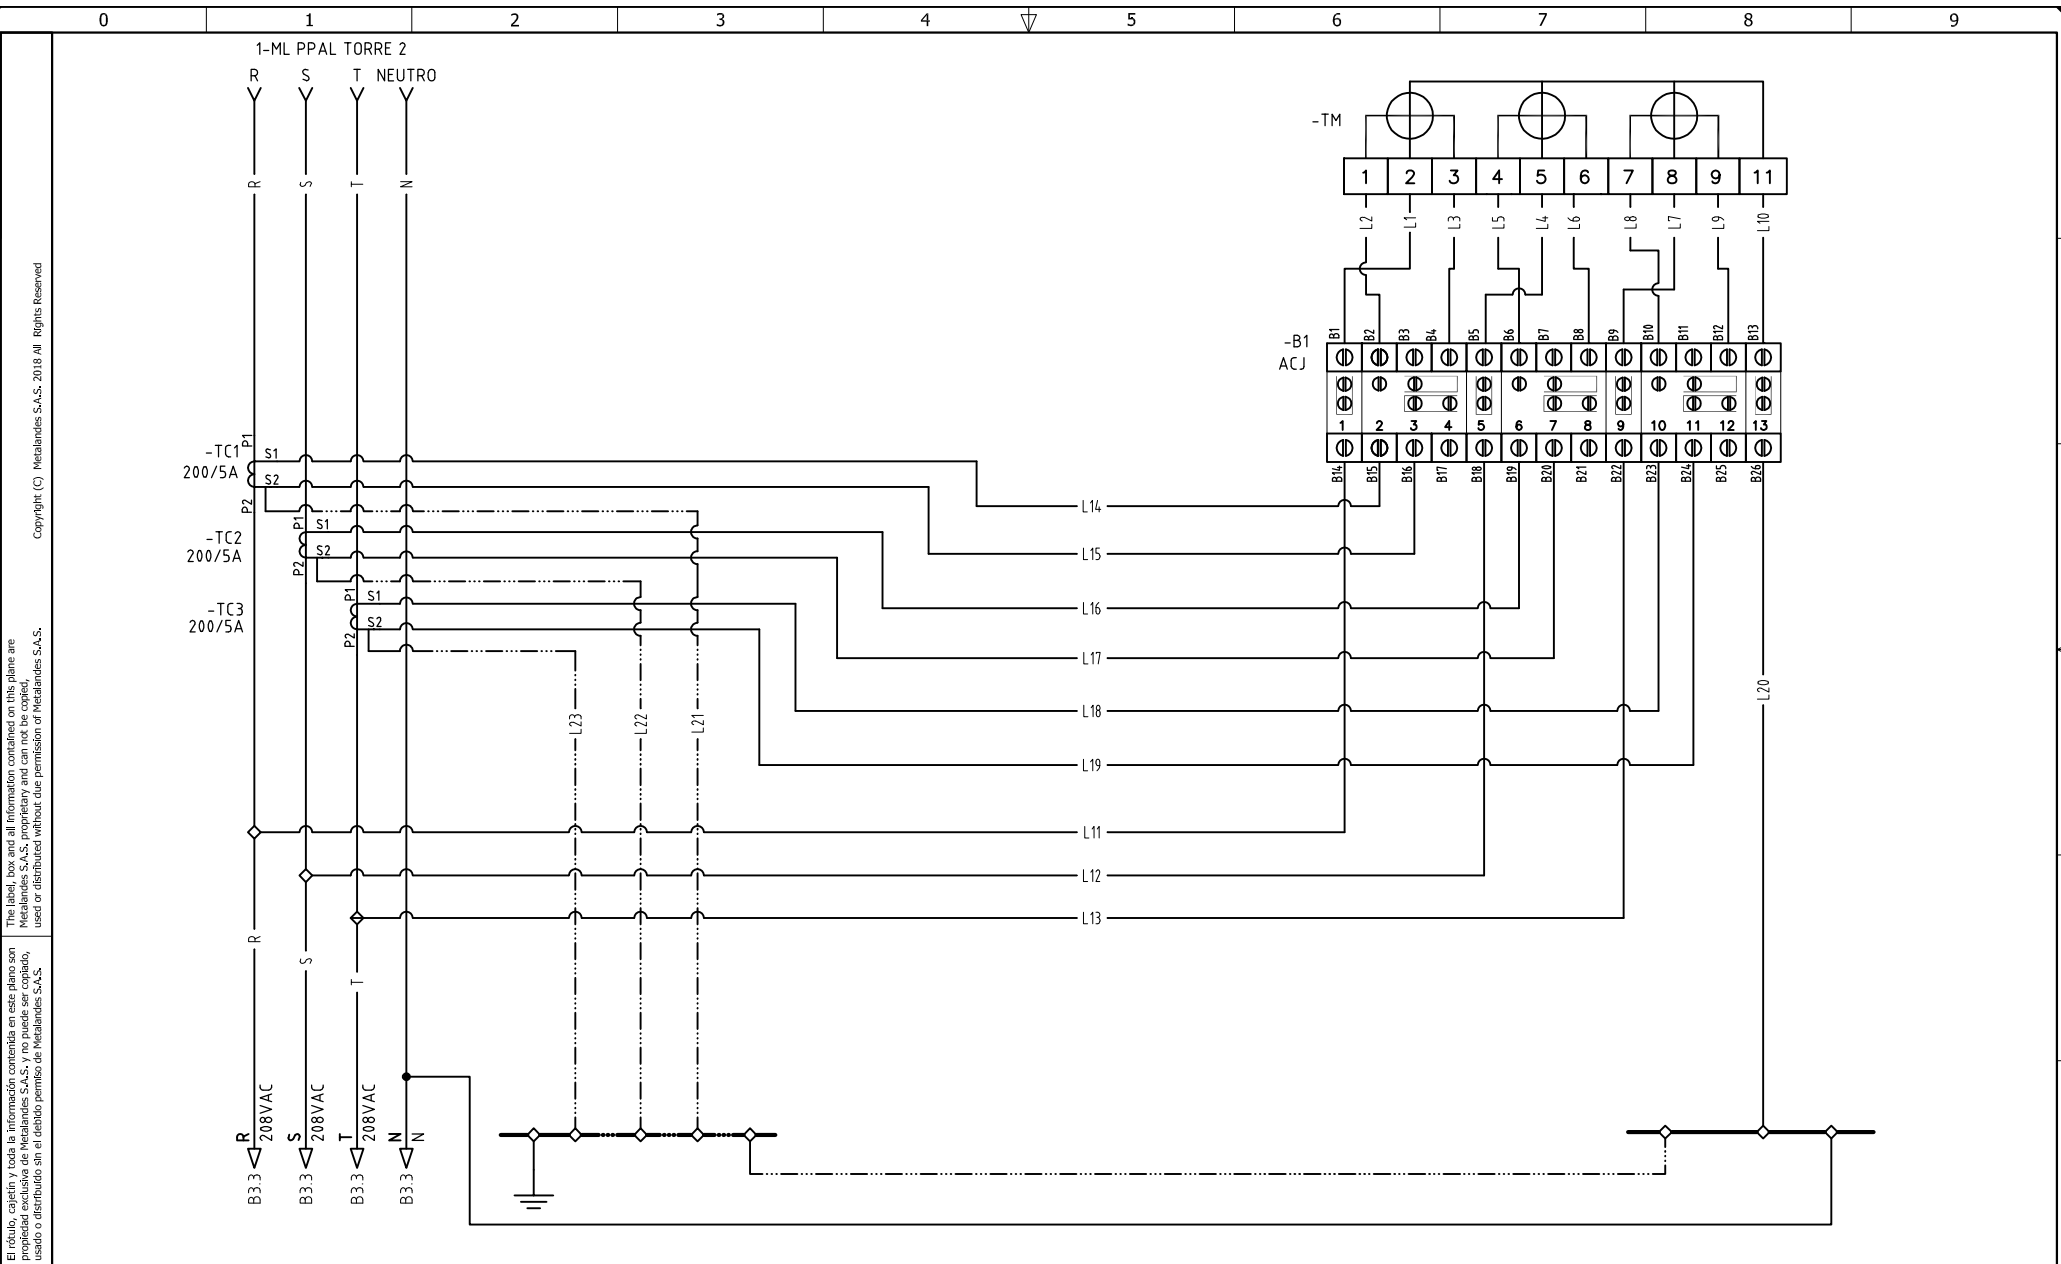 0 1 2 3 4 5 6 7 8 9
1-ML PPAL TORRE 2
R S T NEUTRO
-TM
1 2 3 4 5 6 7 8 9 11
R S T N
L2 L1 L3 L5 L4 L6 L8 L7 L9 L10
-B1
ACJ
B1 B2 B3 B4 B5 B6 B7 B8 B9 B10 B11 B12 B13
1 2 3 4 5 6 7 8 9 10 11 12 13
B14 B15 B16 B17 B18 B19 B20 B21 B22 B23 B24 B25 B26
-TC1
200/5A
P1
S1
S2
P2
L14
-TC2
200/5A
P1
S1
S2
P2
L15
-TC3
200/5A
P1
S1
S2
P2
L16
L17
L18
L19
L20
L23 L22 L21
L11
L12
L13
R
S
T
R 208VAC
S 208VAC
T 208VAC
N N
B3.3 B3.3 B3.3 B3.3
Copyright (C) Metalandes S.A.S. 2018 All Rights Reserved
The label, box and all information contained on this plane are
Metalandes S.A.S. proprietary and can not be copied,
used or distributed without due permission of Metalandes S.A.S.
El rótulo, cajetín y toda la información contenida en este plano son
propiedad exclusiva de Metalandes S.A.S. y no puede ser copiado,
usado o distribuído sin el debido permiso de Metalandes S.A.S.